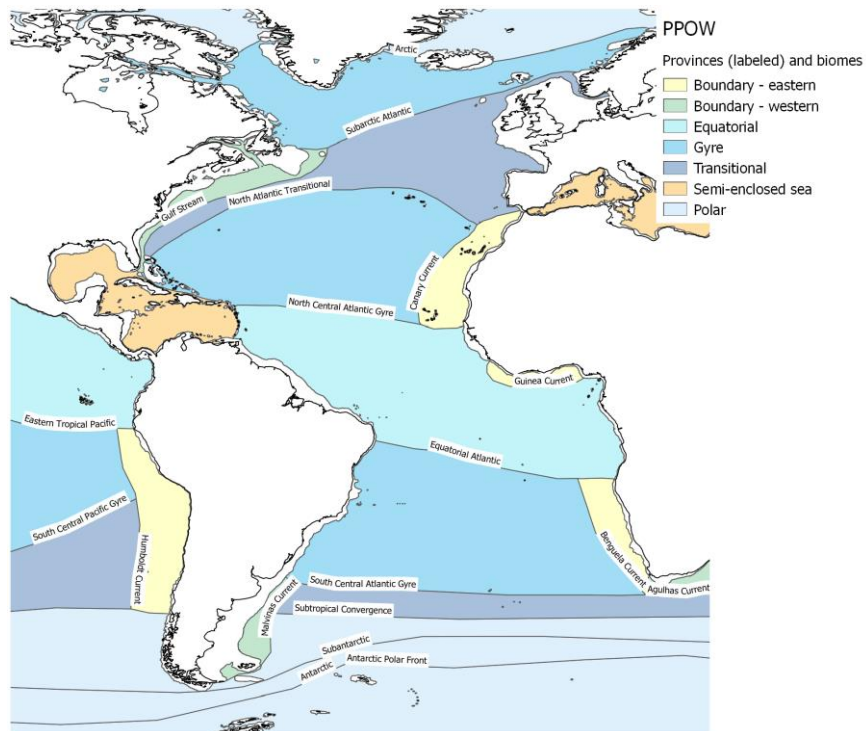 PPOW
Provinces (labeled) and biomes
Boundary - eastern
Boundary - western
Equatorial
Gyre
Transitional
Semi-enclosed sea
Polar
Arctic
Subarctic Atlantic
North Atlantic Transitional
Gulf Stream
Canary Current
North Central Atlantic Gyre
Guinea Current
Eastern Tropical Pacific
Equatorial Atlantic
South Central Pacific Gyre
Humboldt Current
Benguela Current
Agulhas Current
South Central Atlantic Gyre
Malvinas Current
Subtropical Convergence
Subantarctic
Antarctic Polar Front
Antarctic